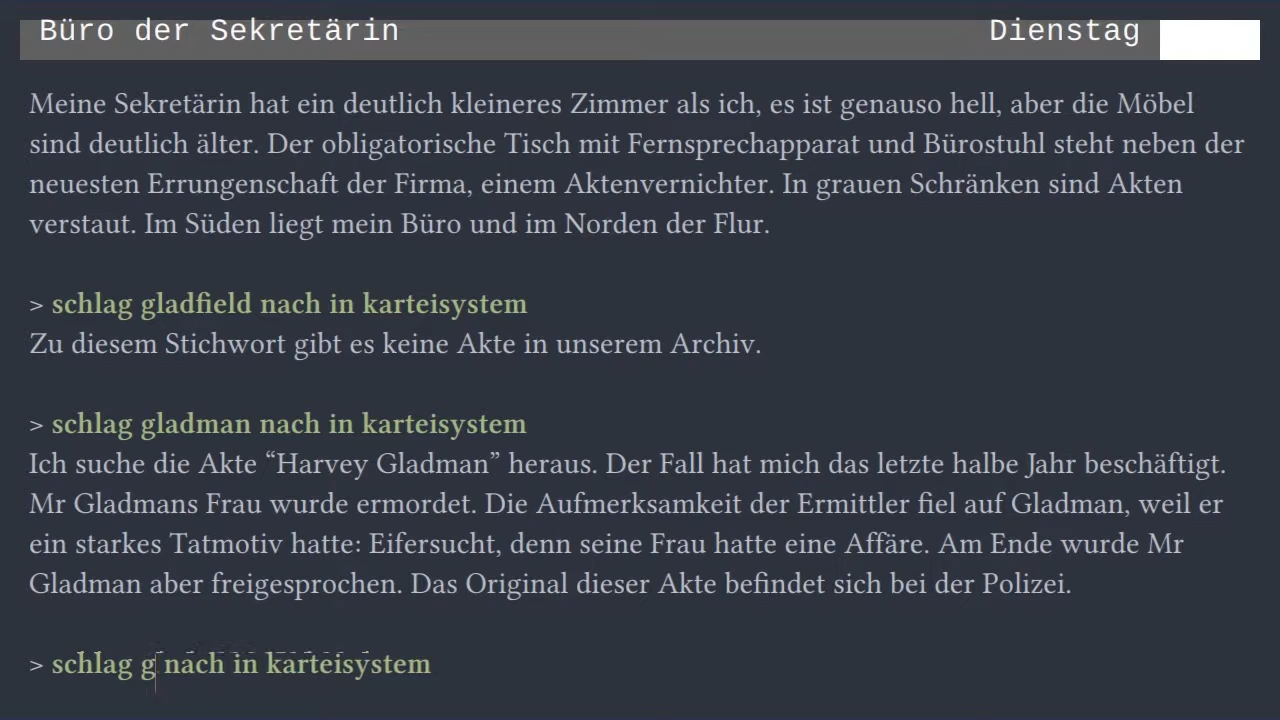 Büro der Sekretärin Dienstag
Meine Sekretärin hat ein deutlich kleineres Zimmer als ich, es ist genauso hell, aber die Möbel
sind deutlich älter. Der obligatorische Tisch mit Fernsprechapparat und Bürostuhl steht neben der
neuesten Errungenschaft der Firma, einem Aktenvernichter. In grauen Schränken sind Akten
verstaut. Im Süden liegt mein Büro und im Norden der Flur.
> schlag gladfield nach in karteisystem
Zu diesem Stichwort gibt es keine Akte in unserem Archiv.
> schlag gladman nach in karteisystem
Ich suche die Akte “Harvey Gladman” heraus. Der Fall hat mich das letzte halbe Jahr beschäftigt.
Mr Gladmans Frau wurde ermordet. Die Aufmerksamkeit der Ermittler fiel auf Gladman, weil er
ein starkes Tatmotiv hatte: Eifersucht, denn seine Frau hatte eine Affäre. Am Ende wurde Mr
Gladman aber freigesprochen. Das Original dieser Akte befindet sich bei der Polizei.
> schlag g nach in karteisystem